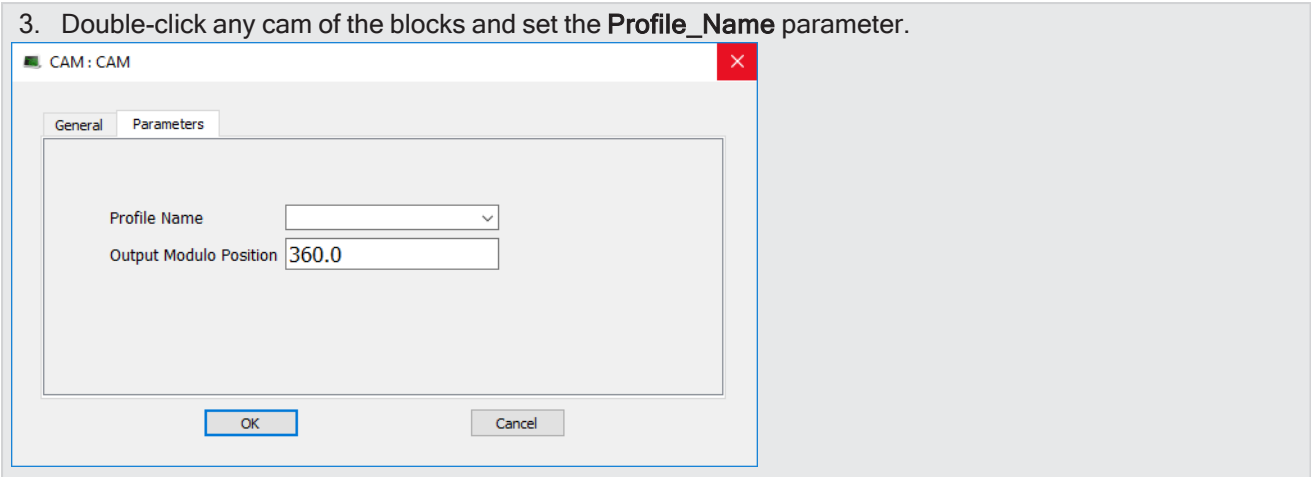 3. Double-click any cam of the blocks and set the Profile_Name parameter.
CAM : CAM
General Parameters
Profile Name
Output Modulo Position 360.0
OK Cancel